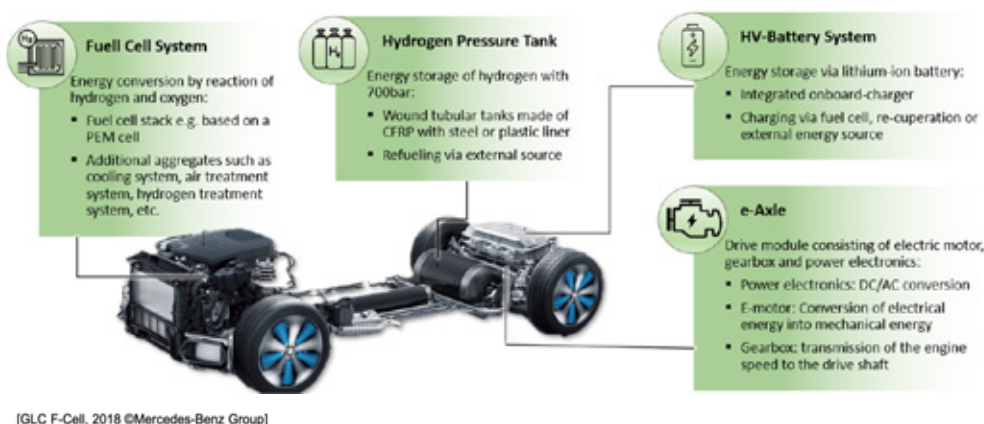 Fuell Cell System
Energy conversion by reaction of
hydrogen and oxygen:
▪ Fuel cell stack e.g. based on a
PEM cell
▪ Additional aggregates such as
cooling system, air treatment
system, hydrogen treatment
system, etc.
Hydrogen Pressure Tank
Energy storage of hydrogen with
700bar:
▪ Wound tubular tanks made of
CFRP with steel or plastic liner
▪ Refueling via external source
HV-Battery System
Energy storage via lithium-ion battery:
▪ Integrated onboard-charger
▪ Charging via fuel cell, re-cuperation or
external energy source
e-Axle
Drive module consisting of electric motor,
gearbox and power electronics:
▪ Power electronics: DC/AC conversion
▪ E-motor: Conversion of electrical
energy into mechanical energy
▪ Gearbox: transmission of the engine
speed to the drive shaft
H₂
H₂
[GLC F-Cell, 2018 ©Mercedes-Benz Group]